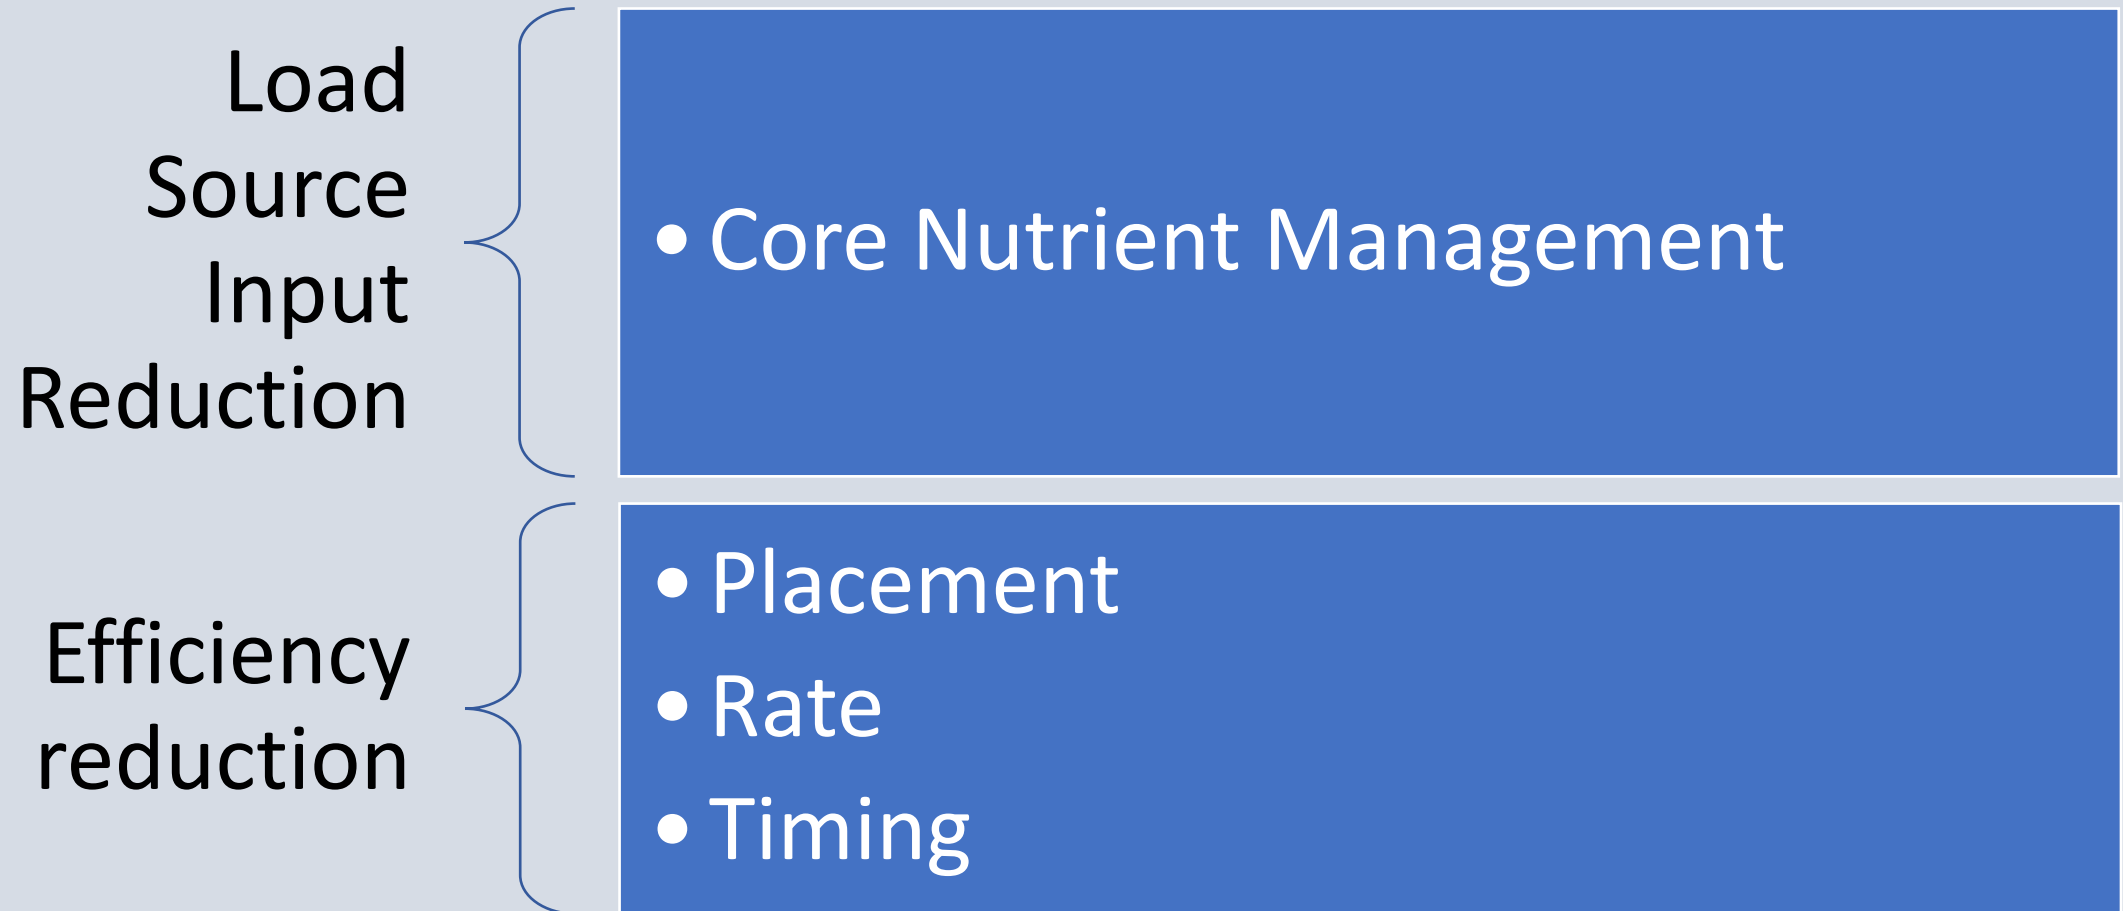 Load
Source
Input
Reduction
• Core Nutrient Management
Efficiency
reduction
• Placement
• Rate
• Timing